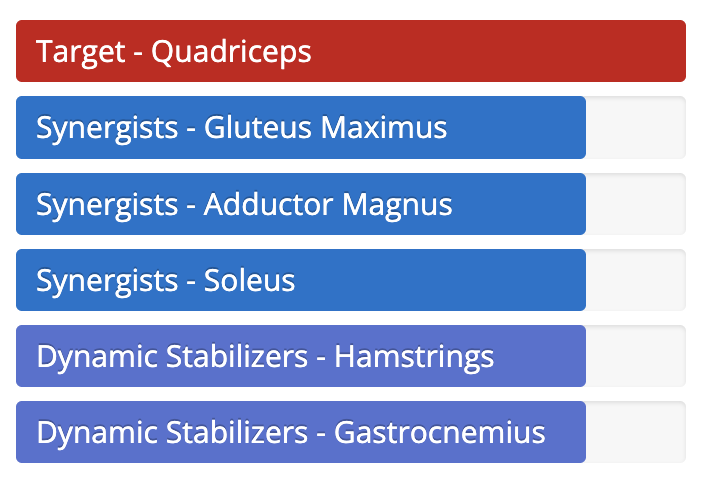 Target - Quadriceps
Synergists - Gluteus Maximus
Synergists - Adductor Magnus
Synergists - Soleus
Dynamic Stabilizers - Hamstrings
Dynamic Stabilizers - Gastrocnemius